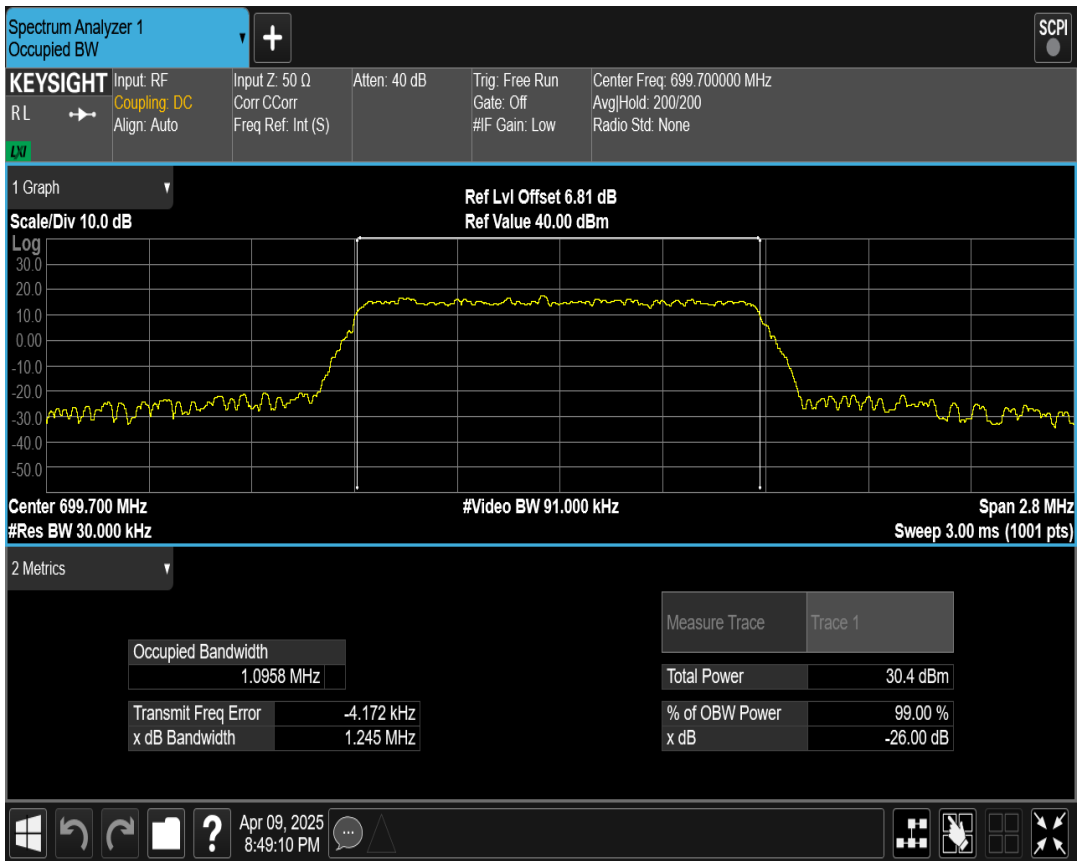 Spectrum Analyzer 1
Occupied BW
+
SCPI
KEYSIGHT
R L
LXI
Input: RF
Coupling: DC
Align: Auto
Input Z: 50 Ω
Corr CCorr
Freq Ref: Int (S)
Atten: 40 dB
Trig: Free Run
Gate: Off
#IF Gain: Low
Center Freq: 699.700000 MHz
Avg|Hold: 200/200
Radio Std: None
1 Graph
Scale/Div 10.0 dB
Ref Lvl Offset 6.81 dB
Ref Value 40.00 dBm
Log
30.0
20.0
10.0
0.00
-10.0
-20.0
-30.0
-40.0
-50.0
Center 699.700 MHz
#Video BW 91.000 kHz
Span 2.8 MHz
#Res BW 30.000 kHz
Sweep 3.00 ms (1001 pts)
2 Metrics
Measure Trace Trace 1
Occupied Bandwidth
1.0958 MHz
Total Power 30.4 dBm
Transmit Freq Error -4.172 kHz
% of OBW Power 99.00 %
x dB Bandwidth 1.245 MHz
x dB -26.00 dB
?
Apr 09, 2025
8:49:10 PM